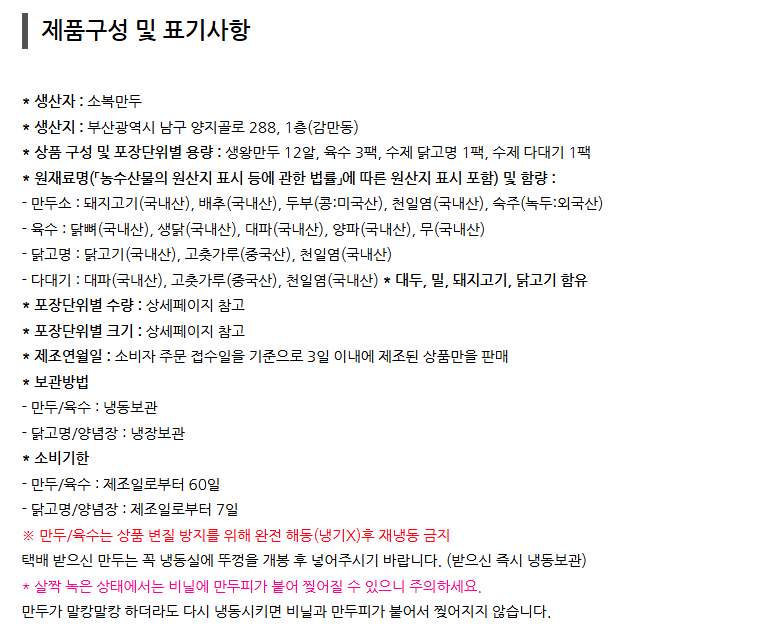 제품구성 및 표기사항
* 생산자 : 소복만두
* 생산지 : 부산광역시 남구 양지골로 288, 1층(감만동)
* 상품 구성 및 포장단위별 용량 : 생왕만두 12알, 육수 3팩, 수제 닭고명 1팩, 수제 다대기 1팩
* 원재료명(「농수산물의 원산지 표시 등에 관한 법률」에 따른 원산지 표시 포함) 및 함량 :
- 만두소 : 돼지고기(국내산), 배추(국내산), 두부(콩:미국산), 천일염(국내산), 숙주(녹두:외국산)
- 육수 : 닭뼈(국내산), 생닭(국내산), 대파(국내산), 양파(국내산), 무(국내산)
- 닭고명 : 닭고기(국내산), 고춧가루(중국산), 천일염(국내산)
- 다대기 : 대파(국내산), 고춧가루(중국산), 천일염(국내산) * 대두, 밀, 돼지고기, 닭고기 함유
* 포장단위별 수량 : 상세페이지 참고
* 포장단위별 크기 : 상세페이지 참고
* 제조연월일 : 소비자 주문 접수일을 기준으로 3일 이내에 제조된 상품만을 판매
* 보관방법
- 만두/육수 : 냉동보관
- 닭고명/양념장 : 냉장보관
* 소비기한
- 만두/육수 : 제조일로부터 60일
- 닭고명/양념장 : 제조일로부터 7일
※ 만두/육수는 상품 변질 방지를 위해 완전 해동(냉기X)후 재냉동 금지
택배 받으신 만두는 꼭 냉동실에 뚜껑을 개봉 후 넣어주시기 바랍니다. (받으신 즉시 냉동보관)
* 살짝 녹은 상태에서는 비닐에 만두피가 붙어 찢어질 수 있으니 주의하세요.
만두가 말캉말캉 하더라도 다시 냉동시키면 비닐과 만두피가 붙어서 찢어지지 않습니다.